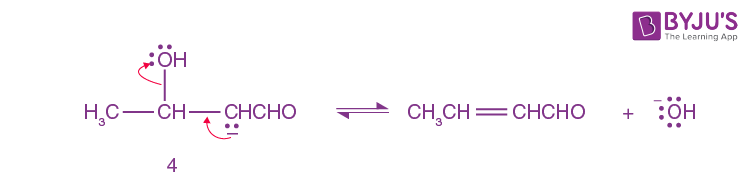 BYJU'S
The Learning App
OH
H₃C — CH — CHCHO ⇌ CH₃CH = CHCHO + ⁻OH
4